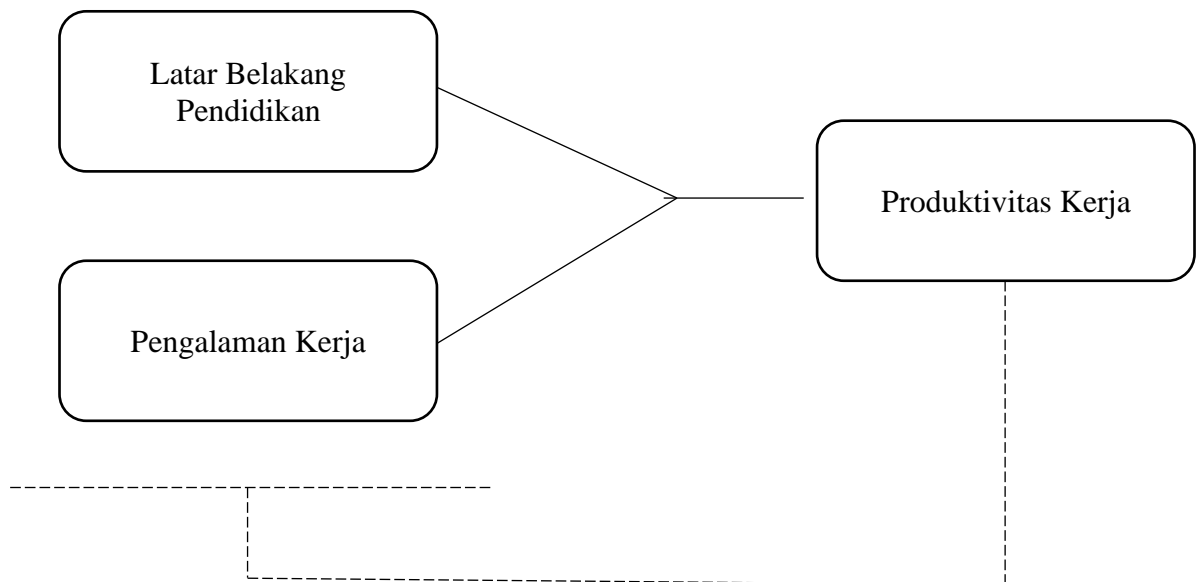 Latar Belakang
Pendidikan
Produktivitas Kerja
Pengalaman Kerja